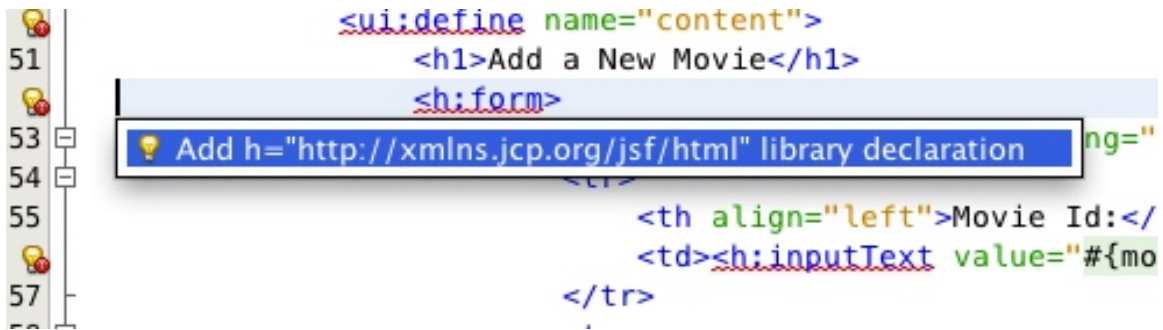 <ui:define name="content">
51 <h1>Add a New Movie</h1>
<h:form>
53 ng="
Add h="http://xmlns.jcp.org/jsf/html" library declaration
54 <tr>
55 <th align="left">Movie Id:</
<td><h:inputText value="#{mo
57 </tr>